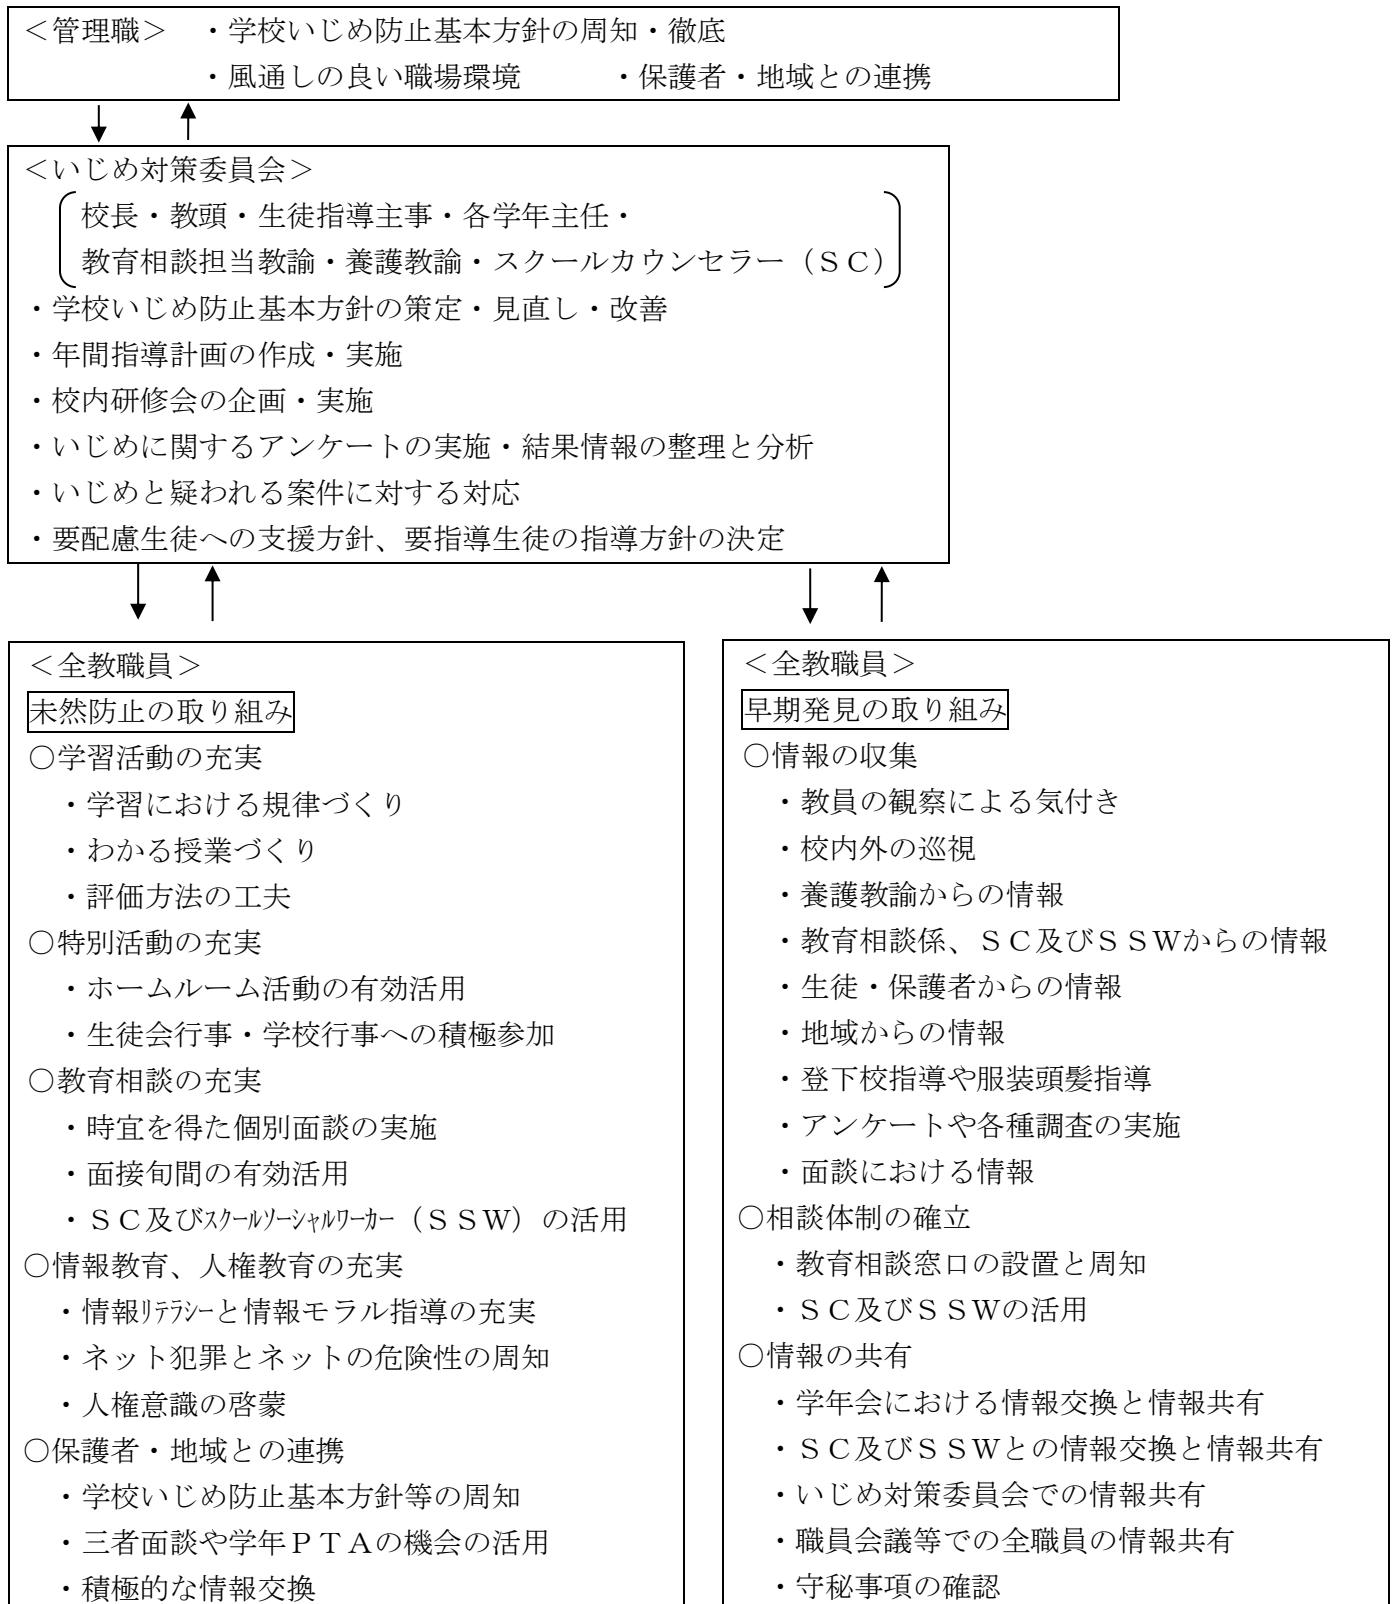 ＜管理職＞　・学校いじめ防止基本方針の周知・徹底
・風通しの良い職場環境　　　・保護者・地域との連携
＜いじめ対策委員会＞
校長・教頭・生徒指導主事・各学年主任・
教育相談担当教諭・養護教諭・スクールカウンセラー（ＳＣ）
・学校いじめ防止基本方針の策定・見直し・改善
・年間指導計画の作成・実施
・校内研修会の企画・実施
・いじめに関するアンケートの実施・結果情報の整理と分析
・いじめと疑われる案件に対する対応
・要配慮生徒への支援方針、要指導生徒の指導方針の決定
＜全教職員＞
未然防止の取り組み
○学習活動の充実
・学習における規律づくり
・わかる授業づくり
・評価方法の工夫
○特別活動の充実
・ホームルーム活動の有効活用
・生徒会行事・学校行事への積極参加
○教育相談の充実
・時宜を得た個別面談の実施
・面接旬間の有効活用
・ＳＣ及びｽｸｰﾙｿｰｼｬﾙﾜｰｶｰ（ＳＳＷ）の活用
○情報教育、人権教育の充実
・情報ﾘﾃﾗｼｰと情報モラル指導の充実
・ネット犯罪とネットの危険性の周知
・人権意識の啓蒙
○保護者・地域との連携
・学校いじめ防止基本方針等の周知
・三者面談や学年ＰＴＡの機会の活用
・積極的な情報交換
＜全教職員＞
早期発見の取り組み
○情報の収集
・教員の観察による気付き
・校内外の巡視
・養護教諭からの情報
・教育相談係、ＳＣ及びＳＳＷからの情報
・生徒・保護者からの情報
・地域からの情報
・登下校指導や服装頭髪指導
・アンケートや各種調査の実施
・面談における情報
○相談体制の確立
・教育相談窓口の設置と周知
・ＳＣ及びＳＳＷの活用
○情報の共有
・学年会における情報交換と情報共有
・ＳＣ及びＳＳＷとの情報交換と情報共有
・いじめ対策委員会での情報共有
・職員会議等での全職員の情報共有
・守秘事項の確認